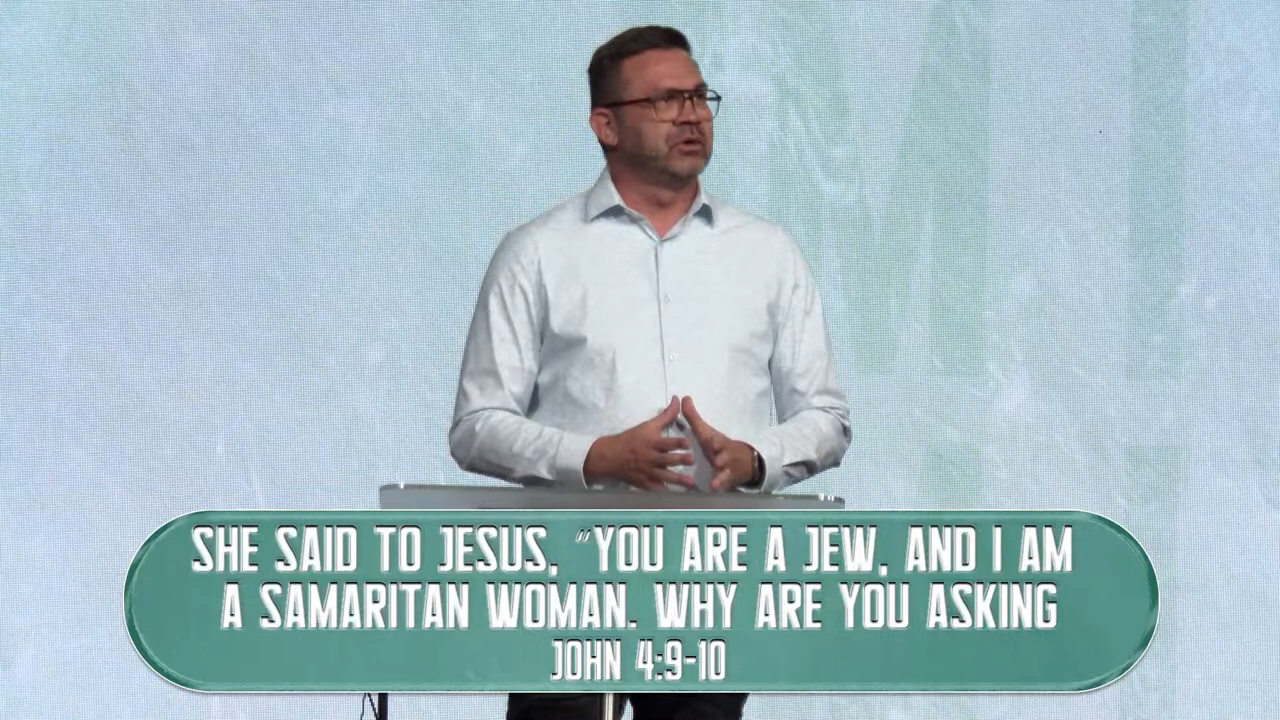 SHE SAID TO JESUS, “YOU ARE A JEW, AND I AM
A SAMARITAN WOMAN. WHY ARE YOU ASKING
JOHN 4:9-10